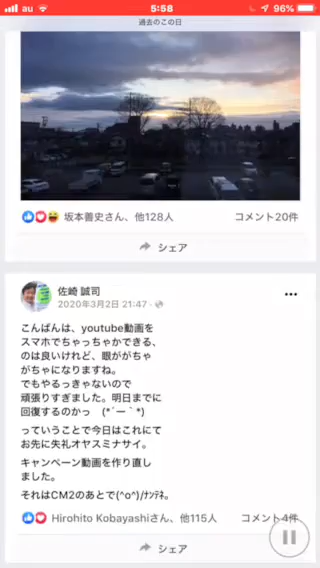 au
5:58
96%
過去のこの日
坂本善史さん、他128人
コメント20件
シェア
佐崎 誠司
2020年3月2日 21:47
こんばんは、youtube動画を
スマホでちゃっちゃかできる、
のは良いけれど、眼ががちゃ
がちゃになりますね。
でもやるっきゃないので
頑張りすぎました。明日までに
回復するのかっ　(*´ー｀*)
っていうことで今日はこれにて
お先に失礼オヤスミナサイ。
キャンペーン動画を作り直し
ました。
それはCM2のあとで(^o^)/ﾅﾝﾃﾈ。
Hirohito Kobayashiさん、他115人
コメント4件
シェア